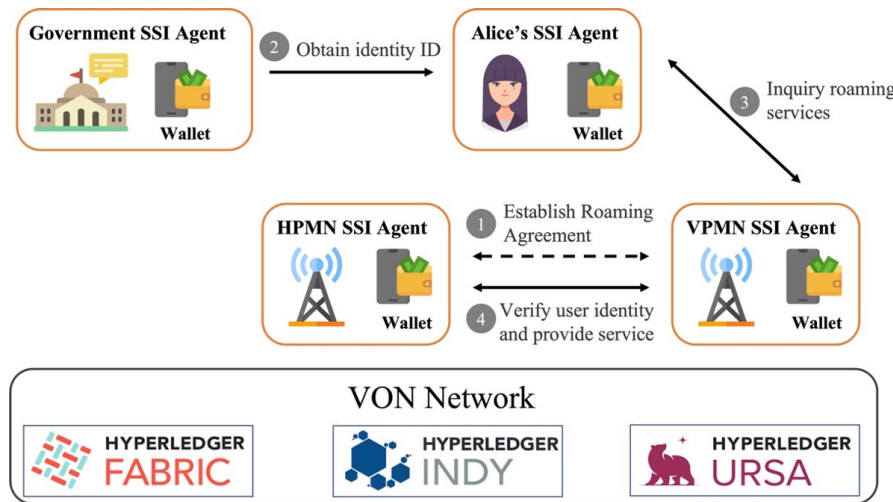 Government SSI Agent
Wallet
2
Obtain identity ID
Alice's SSI Agent
Wallet
3
Inquiry roaming
services
HPMN SSI Agent
Wallet
1
Establish Roaming
Agreement
4
Verify user identity
and provide service
VPMN SSI Agent
Wallet
VON Network
HYPERLEDGER
FABRIC
HYPERLEDGER
INDY
HYPERLEDGER
URSA